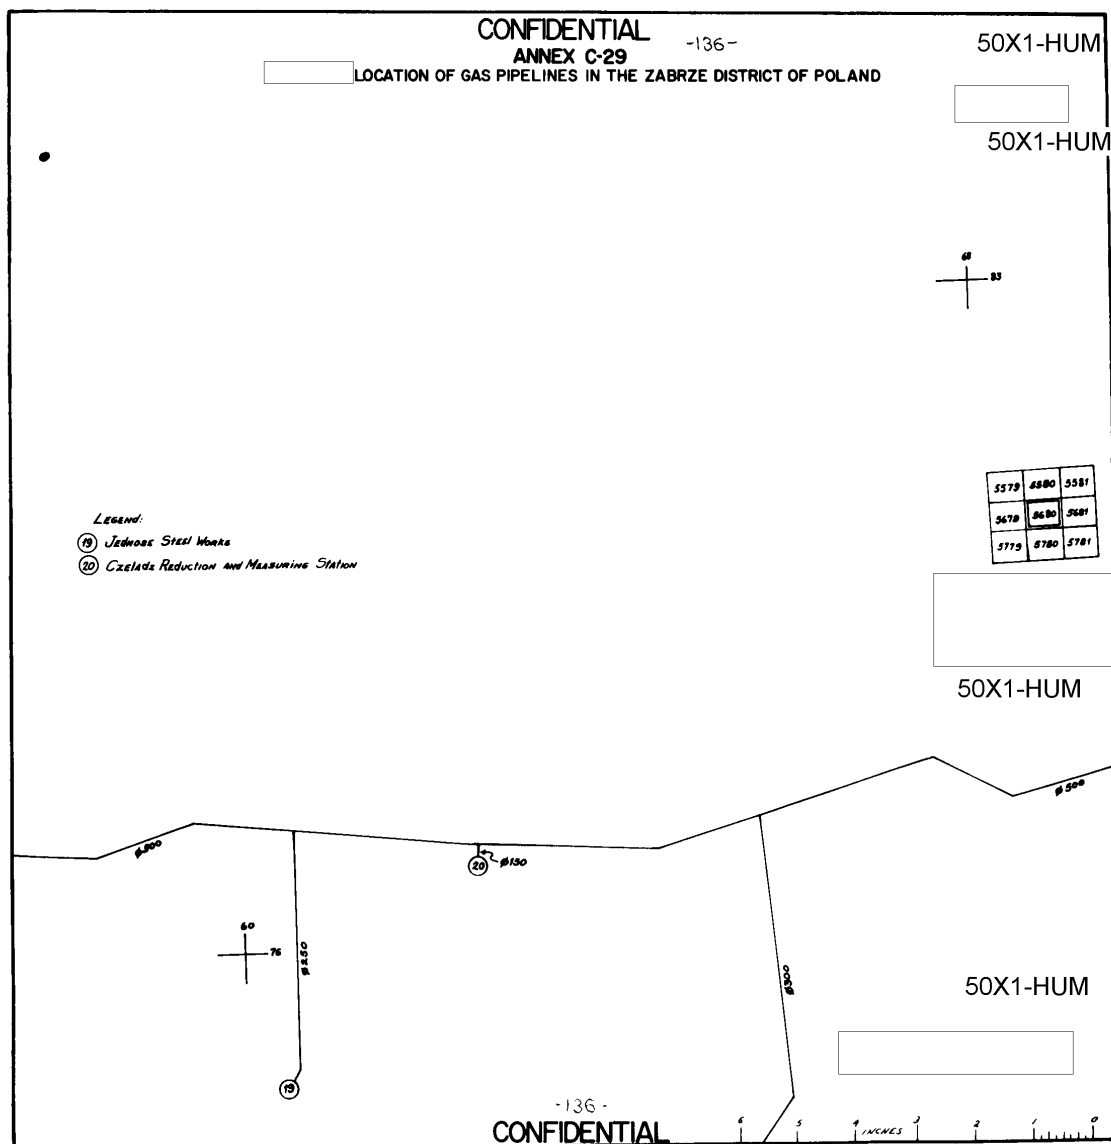 CONFIDENTIAL
-136-
50X1-HUM
ANNEX C-29
LOCATION OF GAS PIPELINES IN THE ZABRZE DISTRICT OF POLAND
50X1-HUM
68
83
5579 5580 5581
5679 5680 5681
5779 5780 5781
LEGEND:
19 JEDNOSE STEEL WORKS
20 CZELADZ REDUCTION AND MEASURING STATION
50X1-HUM
Ø500
Ø500
20 Ø150
60
76
Ø250
Ø300
50X1-HUM
19
-136-
CONFIDENTIAL
6 5 4 INCHES 3 2 1 0